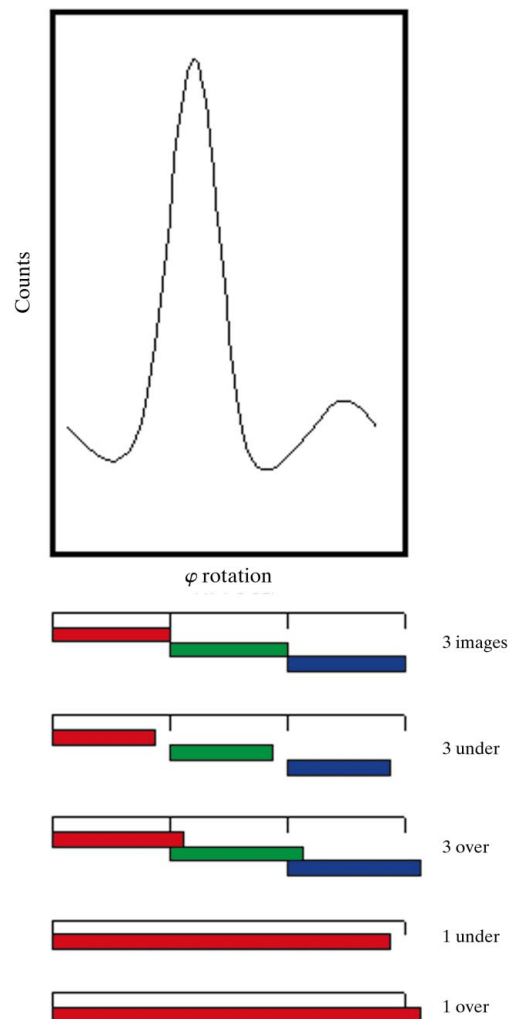 Counts
φ rotation
3 images
3 under
3 over
1 under
1 over